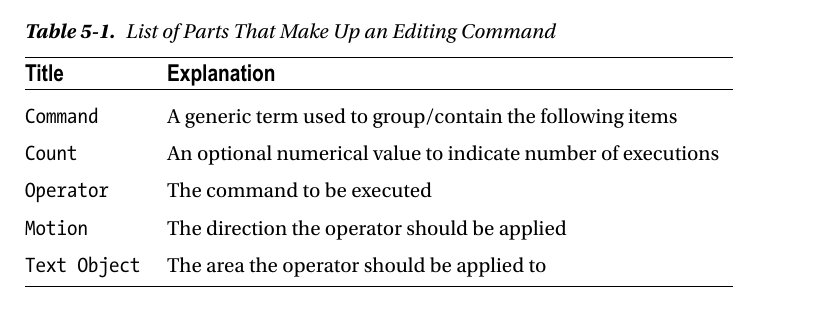 Table 5-1. List of Parts That Make Up an Editing Command
Title Explanation
Command A generic term used to group/contain the following items
Count An optional numerical value to indicate number of executions
Operator The command to be executed
Motion The direction the operator should be applied
Text Object The area the operator should be applied to